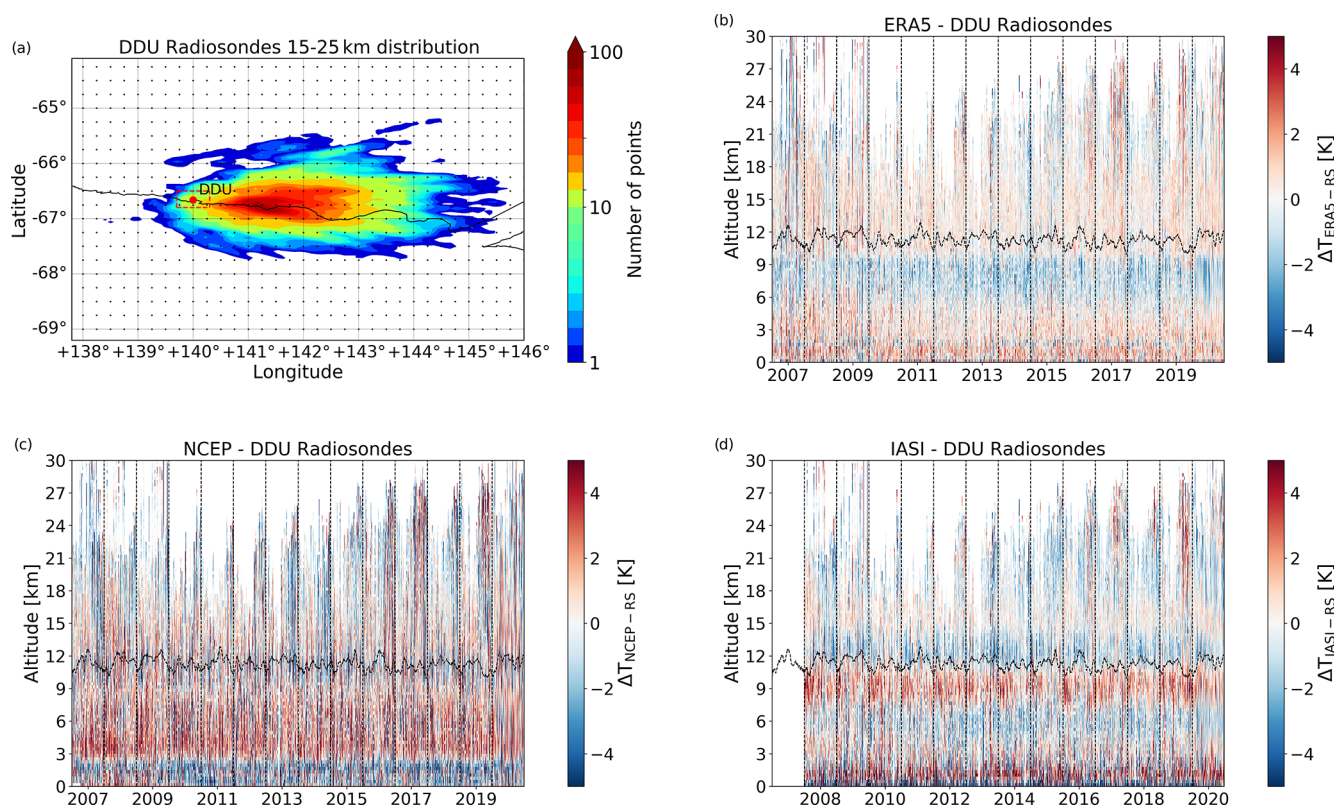 (a)
DDU Radiosondes 15-25 km distribution
100
10
1
Number of points
-65°
-66°
-67°
-68°
-69°
Latitude
DDU
+138° +139° +140° +141° +142° +143° +144° +145° +146°
Longitude
(b)
ERA5 - DDU Radiosondes
30
27
24
21
18
15
12
9
6
3
0
Altitude [km]
2007 2009 2011 2013 2015 2017 2019
4
2
0
−2
−4
ΔT_ERA5−RS [K]
(c)
NCEP - DDU Radiosondes
30
27
24
21
18
15
12
9
6
3
0
Altitude [km]
2007 2009 2011 2013 2015 2017 2019
4
2
0
−2
−4
ΔT_NCEP−RS [K]
(d)
IASI - DDU Radiosondes
30
27
24
21
18
15
12
9
6
3
0
Altitude [km]
2008 2010 2012 2014 2016 2018 2020
4
2
0
−2
−4
ΔT_IASI−RS [K]